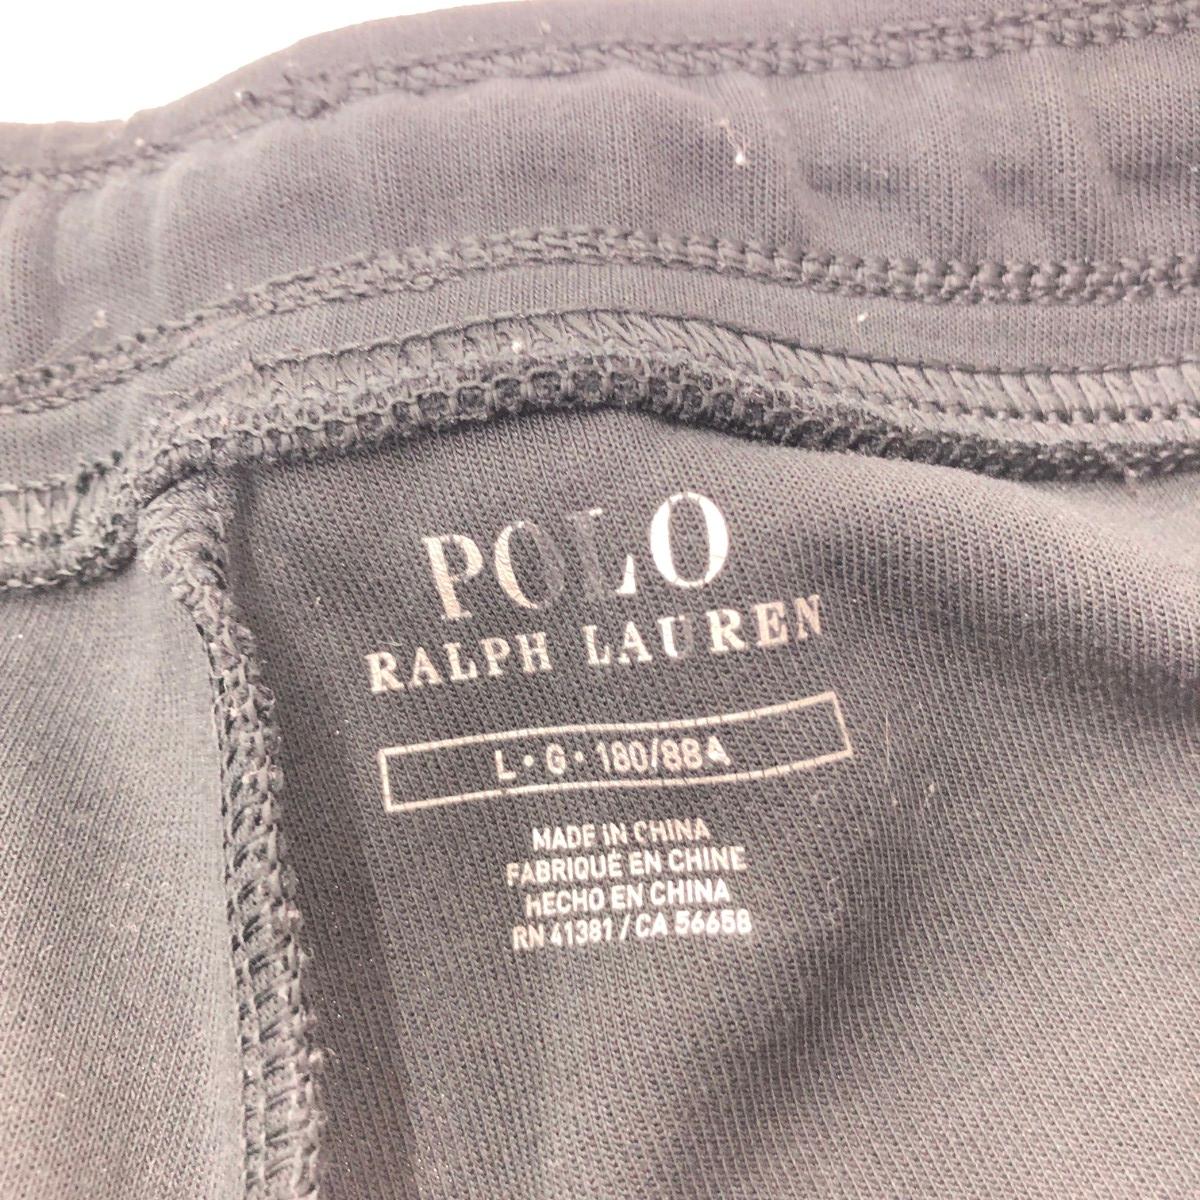 POLO
RALPH LAUREN
L • G • 180/88A
MADE IN CHINA
FABRIQUÉ EN CHINE
HECHO EN CHINA
RN 41381 / CA 56658